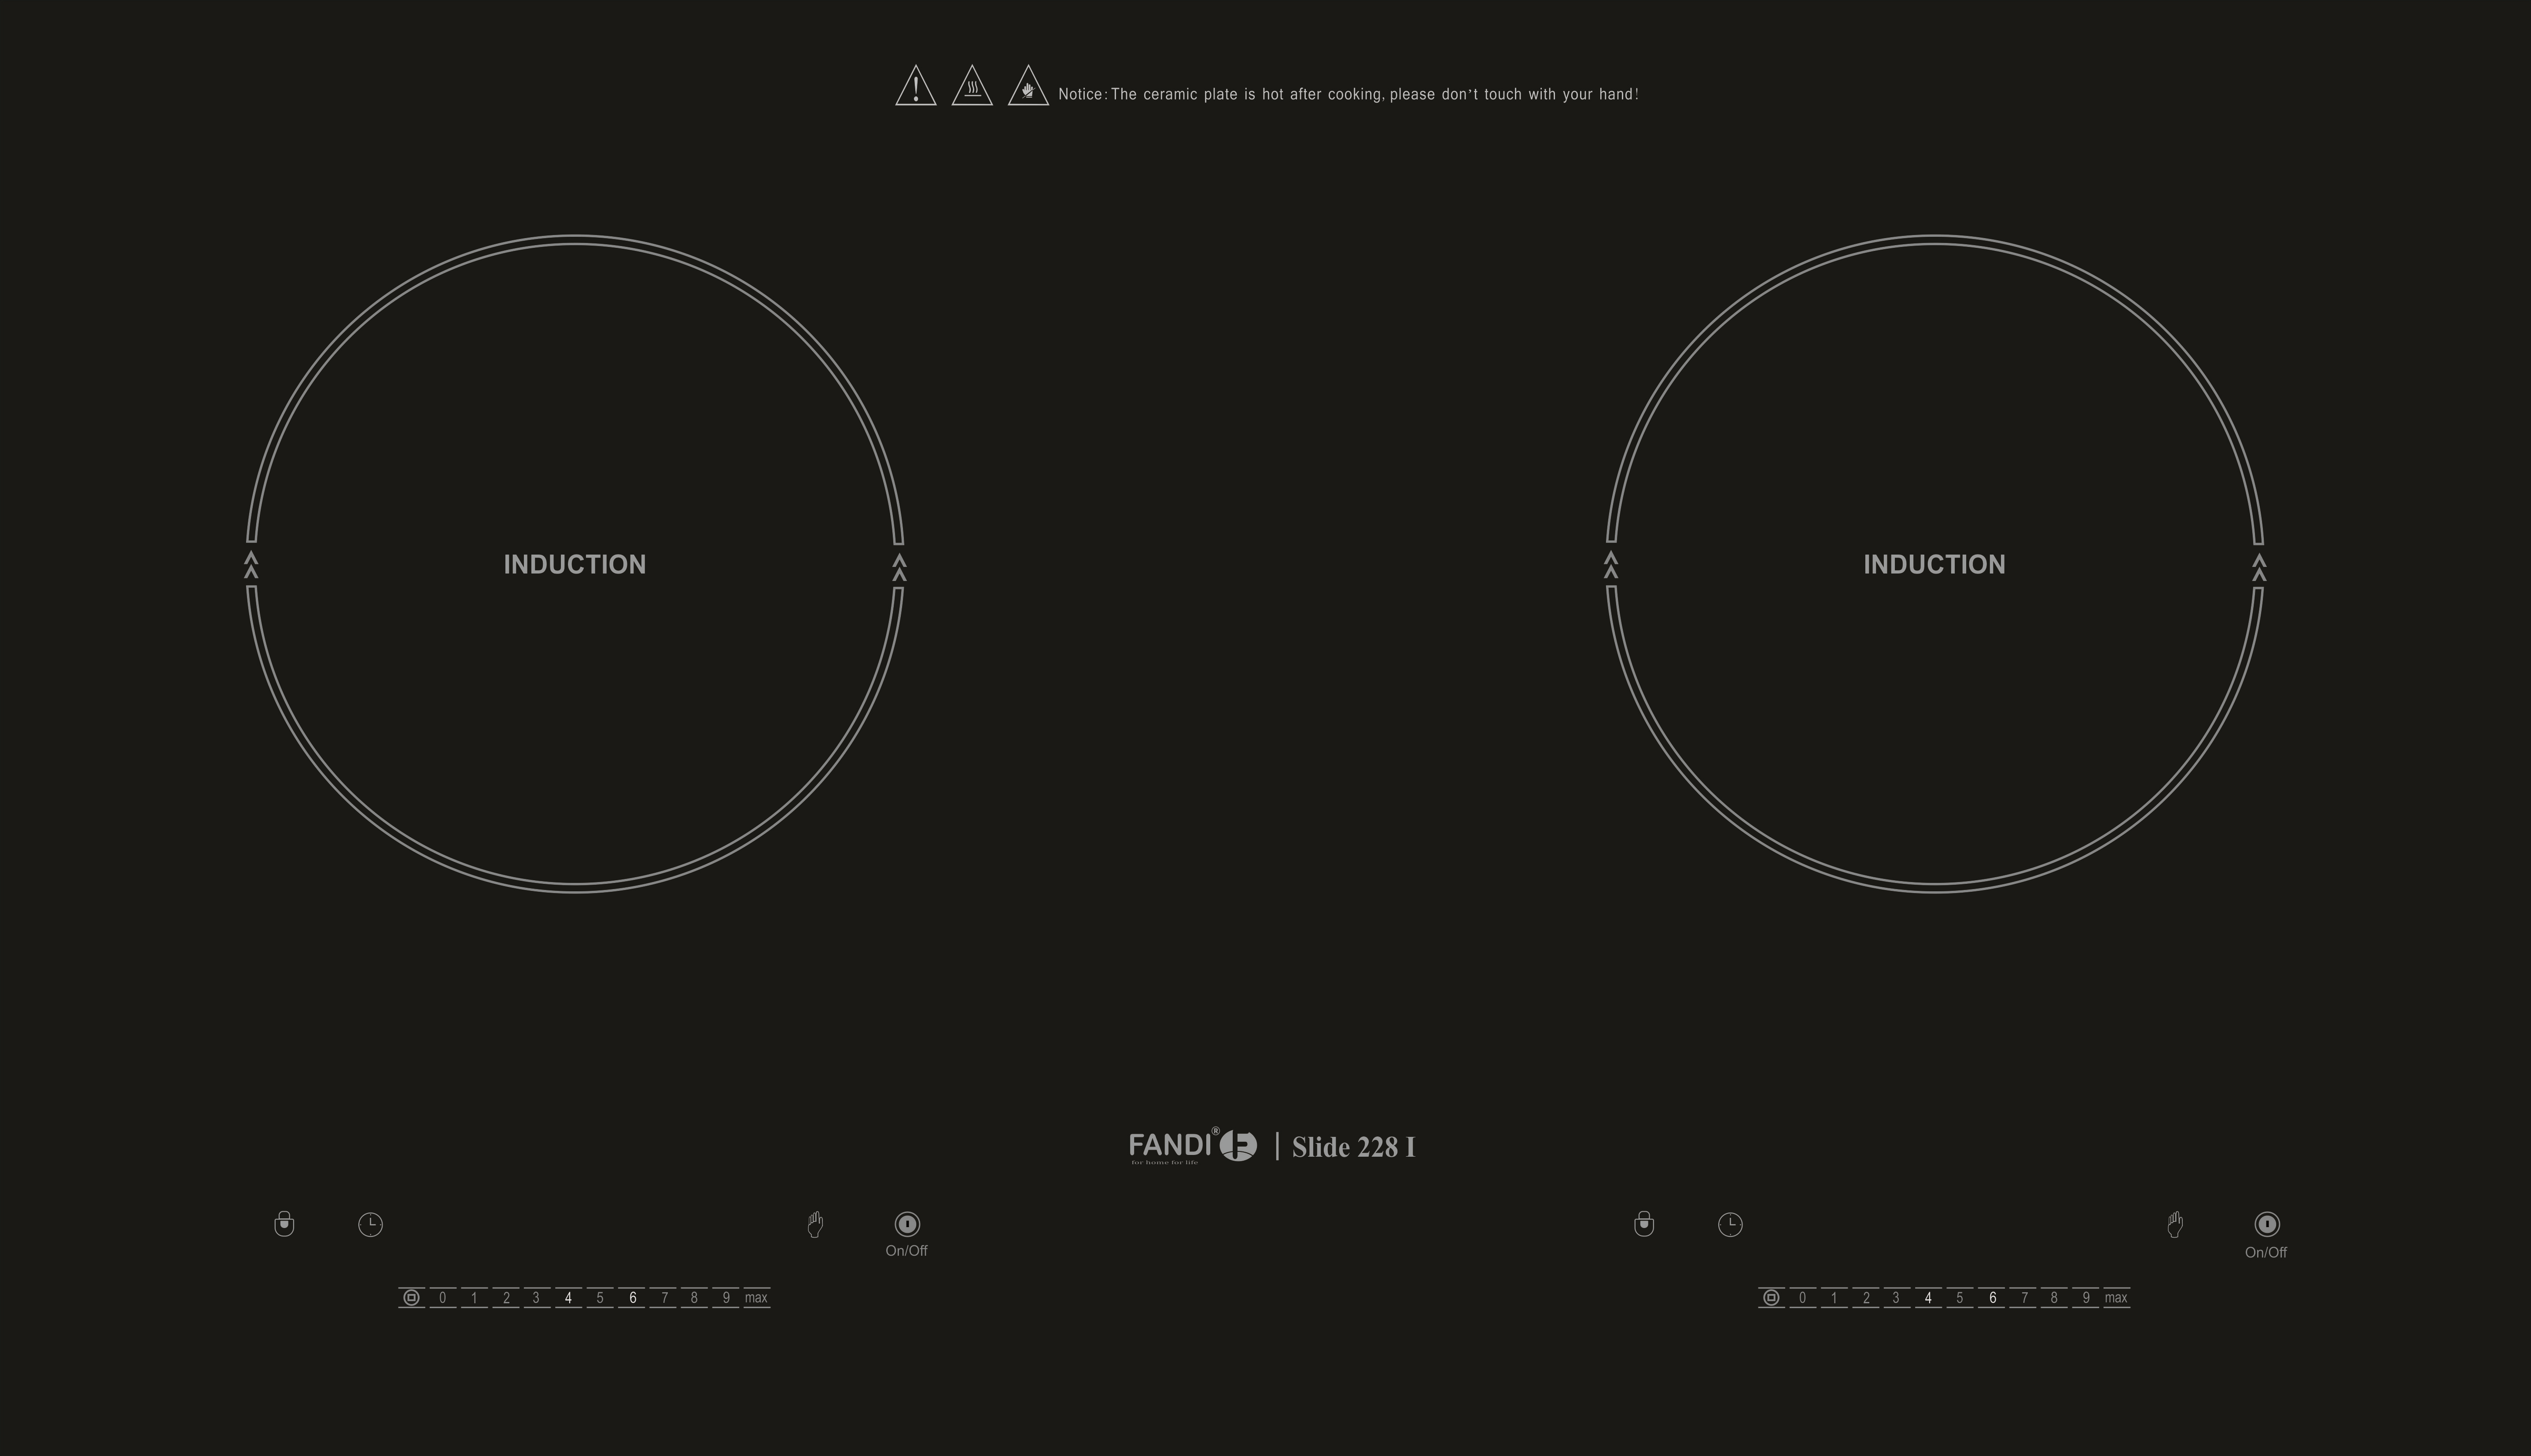 Notice: The ceramic plate is hot after cooking, please don't touch with your hand!
INDUCTION
INDUCTION
FANDI® | Slide 228 I
for home for life
On/Off
On/Off
0 1 2 3 4 5 6 7 8 9 max
0 1 2 3 4 5 6 7 8 9 max